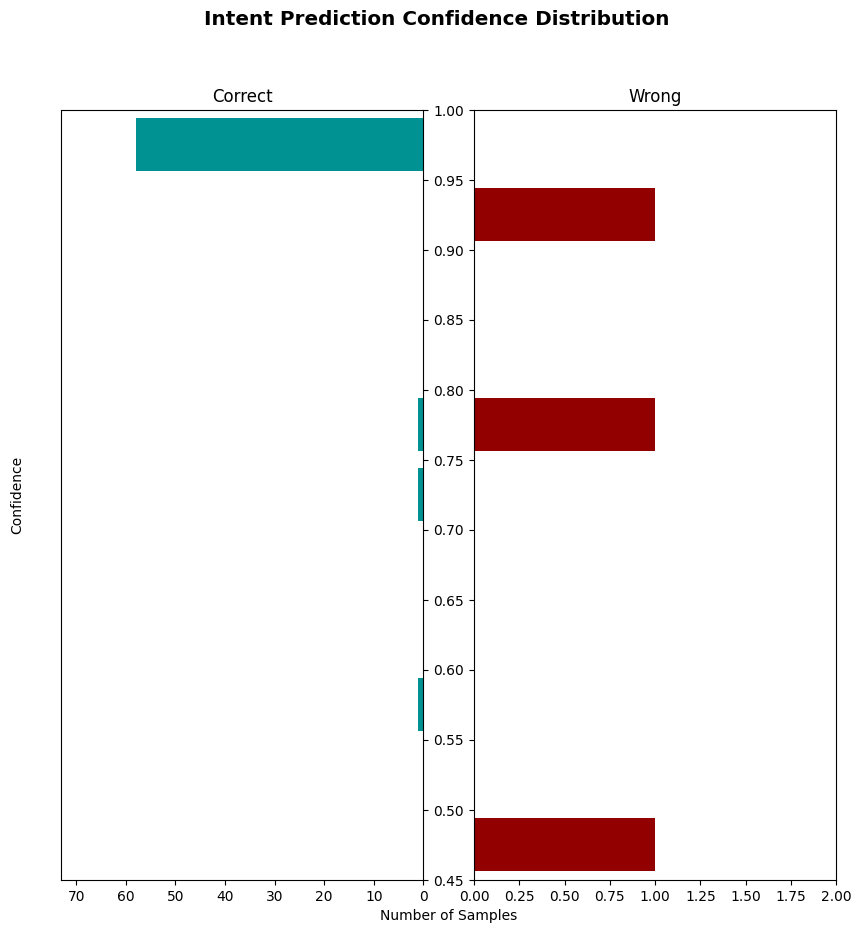 Intent Prediction Confidence Distribution
Correct
Wrong
1.00
0.95
0.90
0.85
0.80
0.75
0.70
0.65
0.60
0.55
0.50
0.45
Confidence
70 60 50 40 30 20 10 0
0.00 0.25 0.50 0.75 1.00 1.25 1.50 1.75 2.00
Number of Samples